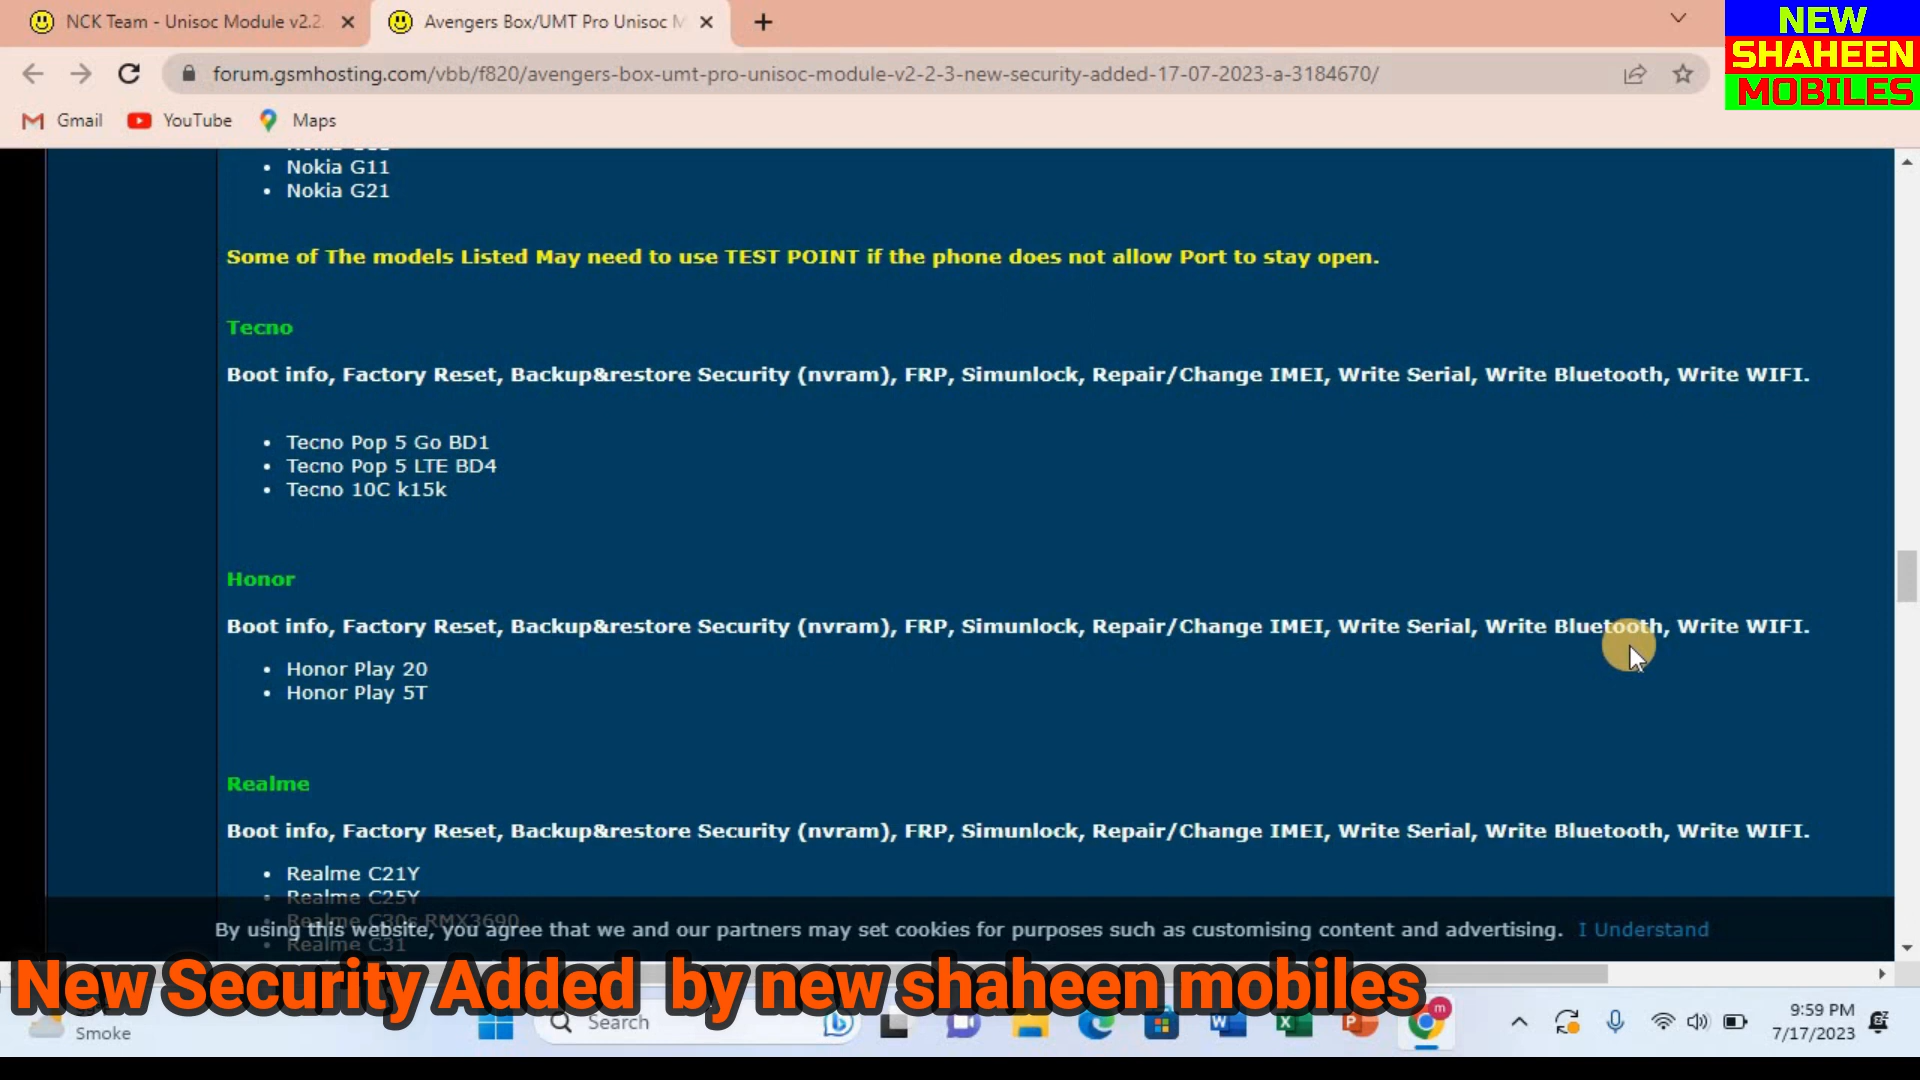 NCK Team - Unisoc Module v2.2
Avengers Box/UMT Pro Unisoc M
NEW
SHAHEEN
MOBILES
forum.gsmhosting.com/vbb/f820/avengers-box-umt-pro-unisoc-module-v2-2-3-new-security-added-17-07-2023-a-3184670/
Gmail
YouTube
Maps
Nokia G11
Nokia G21
Some of The models Listed May need to use TEST POINT if the phone does not allow Port to stay open.
Tecno
Boot info, Factory Reset, Backup&restore Security (nvram), FRP, Simunlock, Repair/Change IMEI, Write Serial, Write Bluetooth, Write WIFI.
Tecno Pop 5 Go BD1
Tecno Pop 5 LTE BD4
Tecno 10C k15k
Honor
Boot info, Factory Reset, Backup&restore Security (nvram), FRP, Simunlock, Repair/Change IMEI, Write Serial, Write Bluetooth, Write WIFI.
Honor Play 20
Honor Play 5T
Realme
Boot info, Factory Reset, Backup&restore Security (nvram), FRP, Simunlock, Repair/Change IMEI, Write Serial, Write Bluetooth, Write WIFI.
Realme C21Y
Realme C25Y
Realme C30s RMX3690
By using this website, you agree that we and our partners may set cookies for purposes such as customising content and advertising. I Understand
Realme C31
New Security Added by new shaheen mobiles
Smoke
Search
m
9:59 PM
7/17/2023